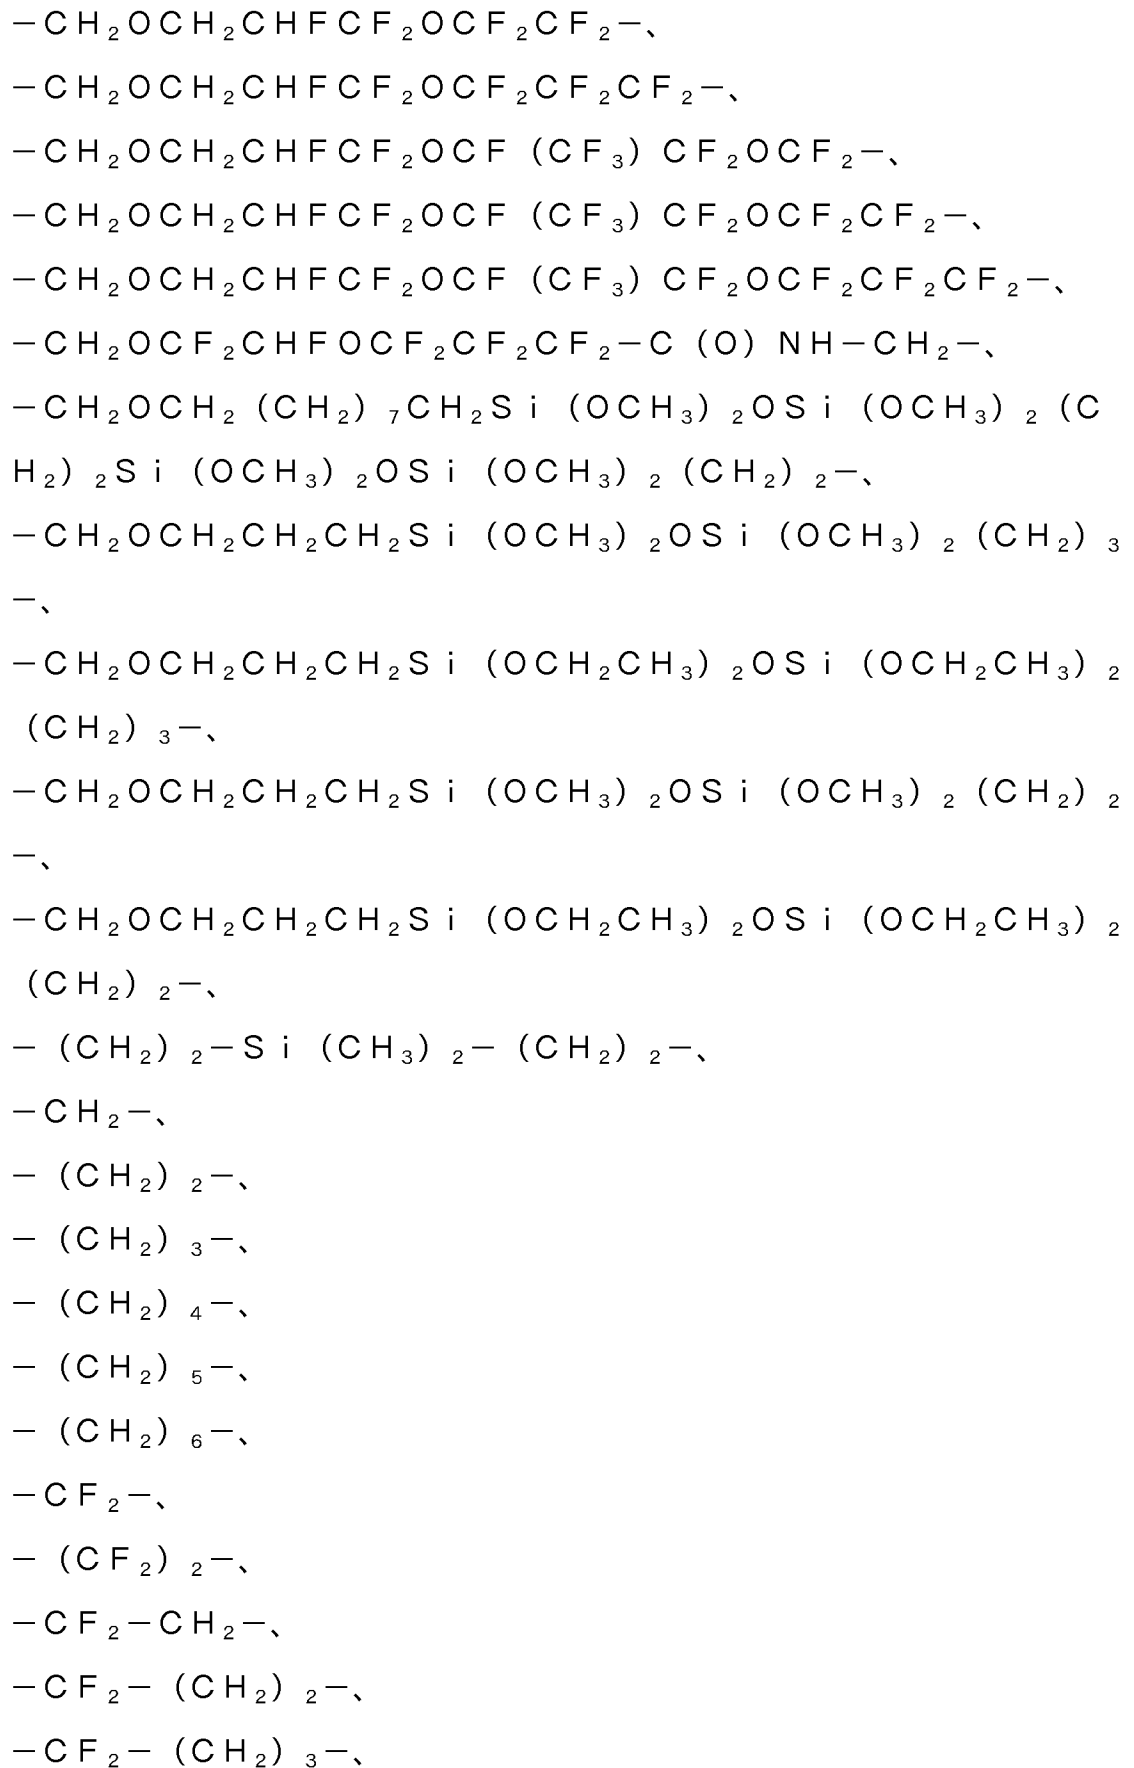 －ＣＨ₂ＯＣＨ₂ＣＨＦＣＦ₂ＯＣＦ₂ＣＦ₂－、
－ＣＨ₂ＯＣＨ₂ＣＨＦＣＦ₂ＯＣＦ₂ＣＦ₂ＣＦ₂－、
－ＣＨ₂ＯＣＨ₂ＣＨＦＣＦ₂ＯＣＦ（ＣＦ₃）ＣＦ₂ＯＣＦ₂－、
－ＣＨ₂ＯＣＨ₂ＣＨＦＣＦ₂ＯＣＦ（ＣＦ₃）ＣＦ₂ＯＣＦ₂ＣＦ₂－、
－ＣＨ₂ＯＣＨ₂ＣＨＦＣＦ₂ＯＣＦ（ＣＦ₃）ＣＦ₂ＯＣＦ₂ＣＦ₂ＣＦ₂－、
－ＣＨ₂ＯＣＦ₂ＣＨＦＯＣＦ₂ＣＦ₂ＣＦ₂－Ｃ（Ｏ）ＮＨ－ＣＨ₂－、
－ＣＨ₂ＯＣＨ₂（ＣＨ₂）₇ＣＨ₂Ｓｉ（ＯＣＨ₃）₂ＯＳｉ（ＯＣＨ₃）₂（Ｃ
Ｈ₂）₂Ｓｉ（ＯＣＨ₃）₂ＯＳｉ（ＯＣＨ₃）₂（ＣＨ₂）₂－、
－ＣＨ₂ＯＣＨ₂ＣＨ₂ＣＨ₂Ｓｉ（ＯＣＨ₃）₂ＯＳｉ（ＯＣＨ₃）₂（ＣＨ₂）₃
－、
－ＣＨ₂ＯＣＨ₂ＣＨ₂ＣＨ₂Ｓｉ（ＯＣＨ₂ＣＨ₃）₂ＯＳｉ（ＯＣＨ₂ＣＨ₃）₂
（ＣＨ₂）₃－、
－ＣＨ₂ＯＣＨ₂ＣＨ₂ＣＨ₂Ｓｉ（ＯＣＨ₃）₂ＯＳｉ（ＯＣＨ₃）₂（ＣＨ₂）₂
－、
－ＣＨ₂ＯＣＨ₂ＣＨ₂ＣＨ₂Ｓｉ（ＯＣＨ₂ＣＨ₃）₂ＯＳｉ（ＯＣＨ₂ＣＨ₃）₂
（ＣＨ₂）₂－、
－（ＣＨ₂）₂－Ｓｉ（ＣＨ₃）₂－（ＣＨ₂）₂－、
－ＣＨ₂－、
－（ＣＨ₂）₂－、
－（ＣＨ₂）₃－、
－（ＣＨ₂）₄－、
－（ＣＨ₂）₅－、
－（ＣＨ₂）₆－、
－ＣＦ₂－、
－（ＣＦ₂）₂－、
－ＣＦ₂－ＣＨ₂－、
－ＣＦ₂－（ＣＨ₂）₂－、
－ＣＦ₂－（ＣＨ₂）₃－、